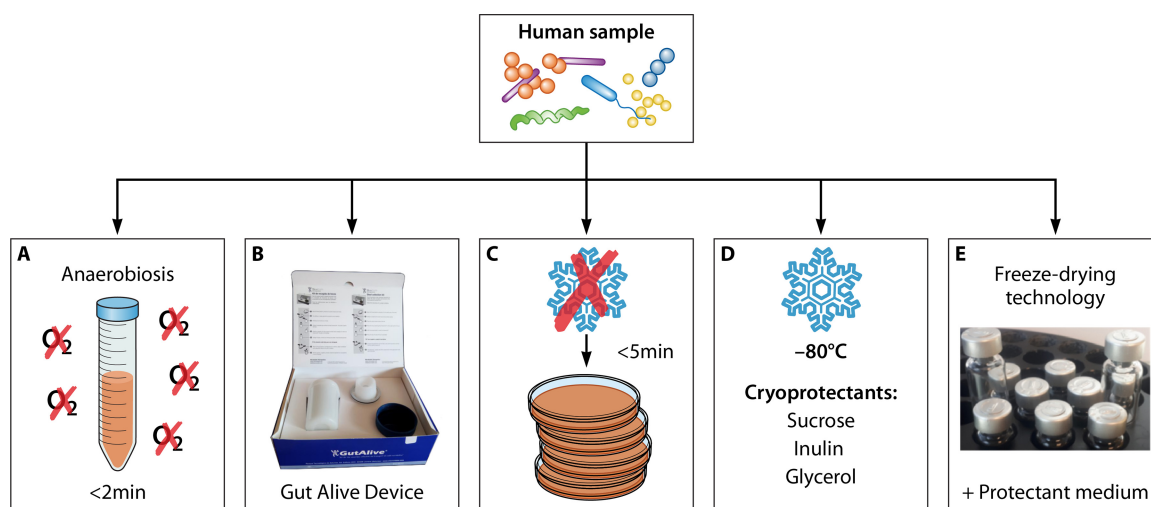 Human sample
A
Anaerobiosis
O2
O2
O2
O2
O2
<2min
B
GutAlive
Gut Alive Device
C
<5min
D
–80°C
Cryoprotectants:
Sucrose
Inulin
Glycerol
E
Freeze-drying
technology
+ Protectant medium